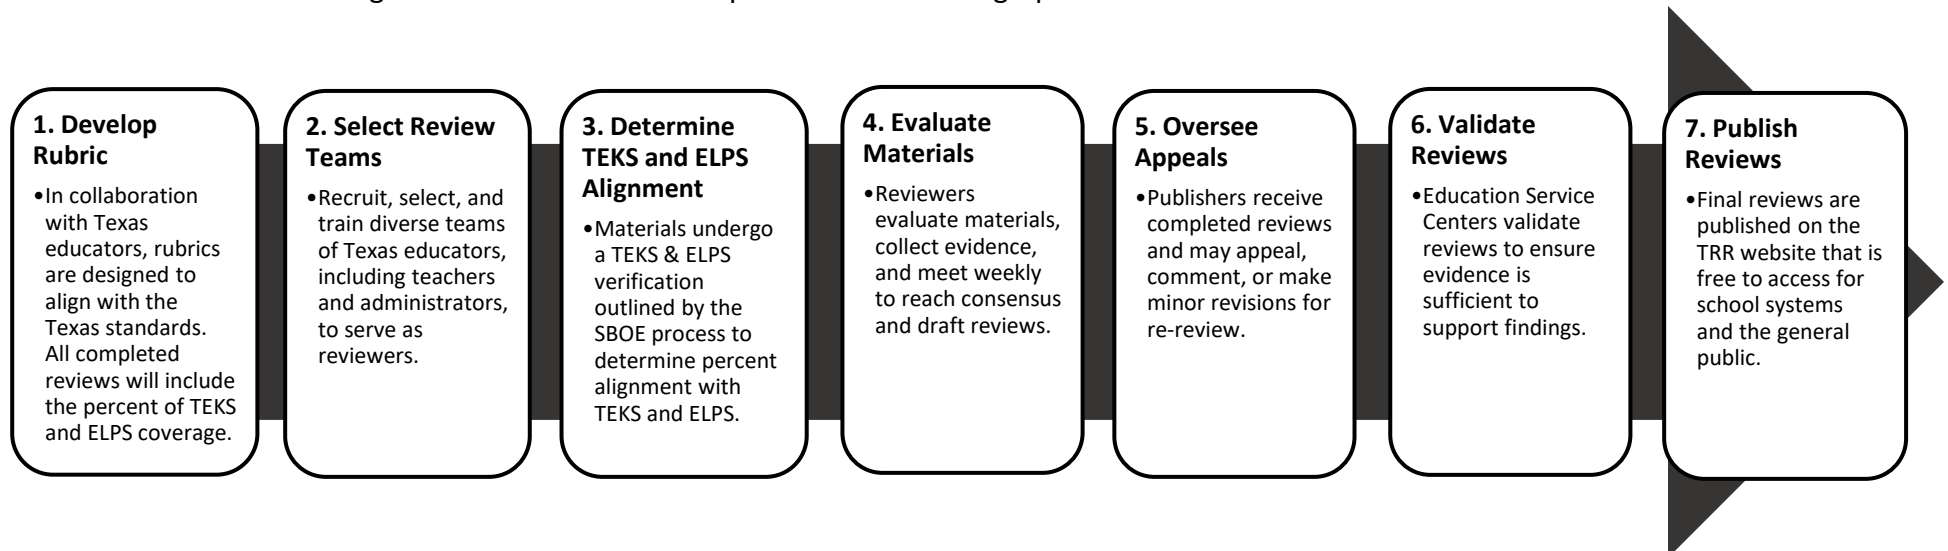 1. Develop
Rubric
•In collaboration
with Texas
educators, rubrics
are designed to
align with the
Texas standards.
All completed
reviews will include
the percent of TEKS
and ELPS coverage.
2. Select Review
Teams
•Recruit, select, and
train diverse teams
of Texas educators,
including teachers
and administrators,
to serve as
reviewers.
3. Determine
TEKS and ELPS
Alignment
•Materials undergo
a TEKS & ELPS
verification
outlined by the
SBOE process to
determine percent
alignment with
TEKS and ELPS.
4. Evaluate
Materials
•Reviewers
evaluate materials,
collect evidence,
and meet weekly
to reach consensus
and draft reviews.
5. Oversee
Appeals
•Publishers receive
completed reviews
and may appeal,
comment, or make
minor revisions for
re-review.
6. Validate
Reviews
•Education Service
Centers validate
reviews to ensure
evidence is
sufficient to
support findings.
7. Publish
Reviews
•Final reviews are
published on the
TRR website that is
free to access for
school systems
and the general
public.